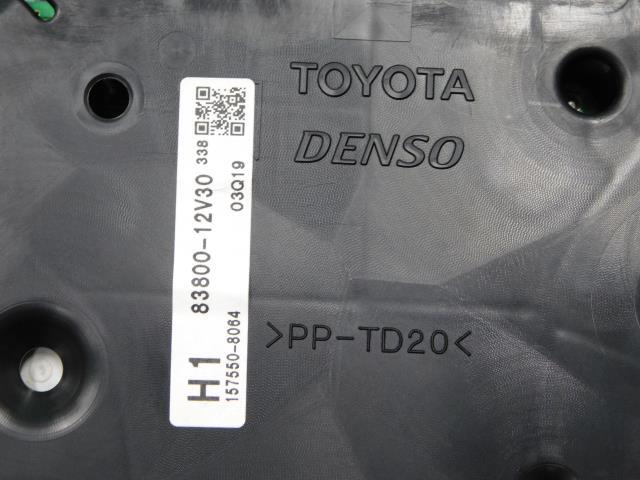 TOYOTA
DENSO
>PP-TD20<
H1 83800-12V30 338
157550-8064 03Q19